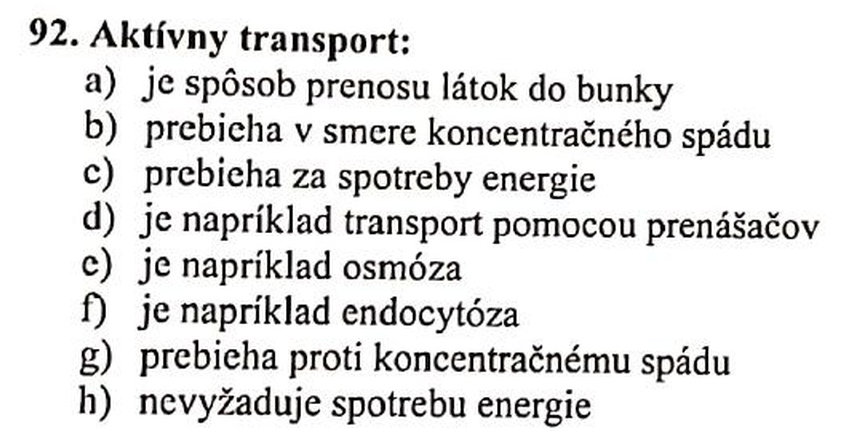 92. Aktívny transport:
a) je spôsob prenosu látok do bunky
b) prebieha v smere koncentračného spádu
c) prebieha za spotreby energie
d) je napríklad transport pomocou prenášačov
e) je napríklad osmóza
f) je napríklad endocytóza
g) prebieha proti koncentračnému spádu
h) nevyžaduje spotrebu energie